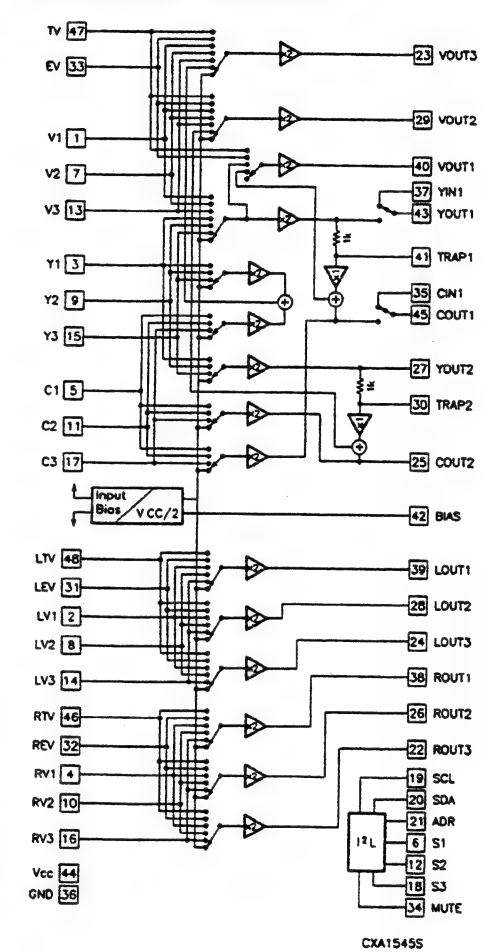 TV 47
23 VOUT3
EV 33
29 VOUT2
V1 1
40 VOUT1
V2 7
37 YIN1
V3 13
43 YOUT1
1k
Y1 3
41 TRAP1
x1
Y2 9
35 CIN1
Y3 15
45 COUT1
27 YOUT2
C1 5
1k
30 TRAP2
C2 11
x1
C3 17
25 COUT2
Input
Bias
V CC/2
42 BIAS
LTV 48
39 LOUT1
LEV 31
28 LOUT2
LV1 2
LV2 8
24 LOUT3
LV3 14
38 ROUT1
RTV 46
26 ROUT2
REV 32
22 ROUT3
RV1 4
19 SCL
RV2 10
20 SDA
21 ADR
RV3 16
I²L
6 S1
12 S2
Vcc 44
18 S3
GND 36
34 MUTE
CXA1545S